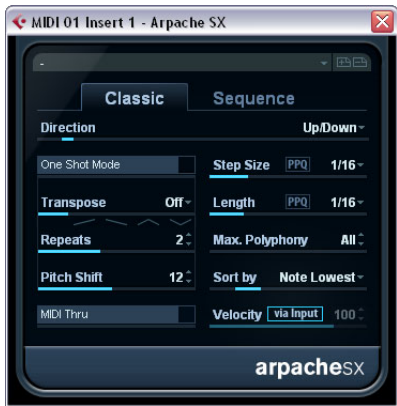 MIDI 01 Insert 1 - Arpache SX
-
Classic Sequence
Direction Up/Down
One Shot Mode Step Size PPQ 1/16
Transpose Off Length PPQ 1/16
Repeats 2 Max. Polyphony All
Pitch Shift 12 Sort by Note Lowest
MIDI Thru Velocity via Input 100
arpachesx